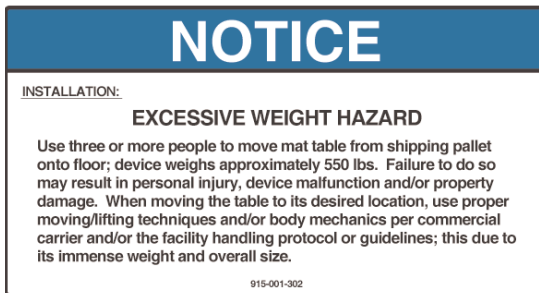 NOTICE
INSTALLATION:
EXCESSIVE WEIGHT HAZARD
Use three or more people to move mat table from shipping pallet
onto floor; device weighs approximately 550 lbs.  Failure to do so
may result in personal injury, device malfunction and/or property
damage.  When moving the table to its desired location, use proper
moving/lifting techniques and/or body mechanics per commercial
carrier and/or the facility handling protocol or guidelines; this due to
its immense weight and overall size.
915-001-302